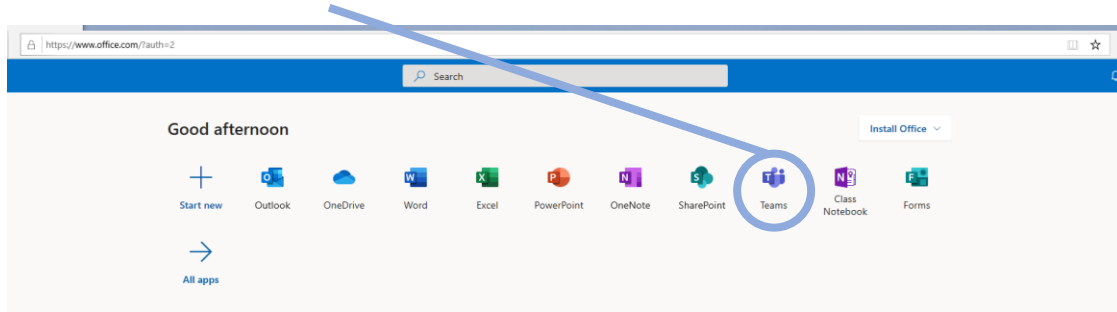 https://www.office.com/?auth=2
Search
Good afternoon
Install Office
Start new Outlook OneDrive Word Excel PowerPoint OneNote SharePoint Teams Class Notebook Forms
All apps